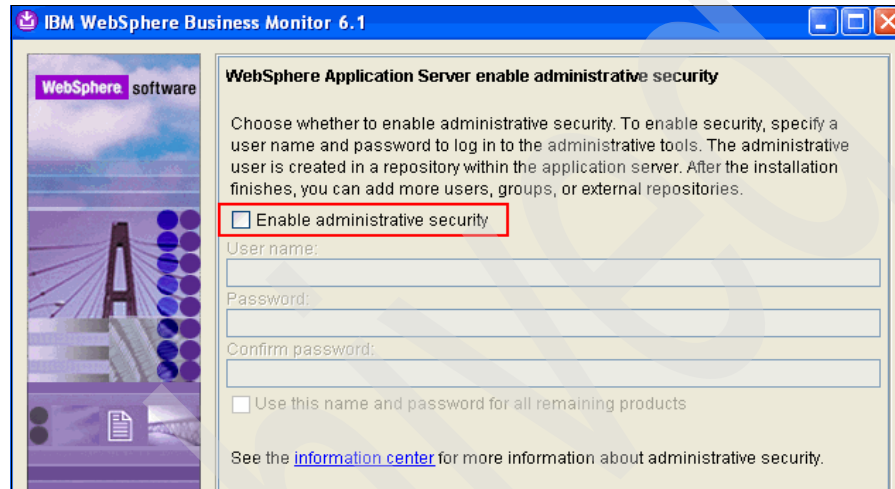 IBM WebSphere Business Monitor 6.1
WebSphere software
WebSphere Application Server enable administrative security
Choose whether to enable administrative security. To enable security, specify a
user name and password to log in to the administrative tools. The administrative
user is created in a repository within the application server. After the installation
finishes, you can add more users, groups, or external repositories.
Enable administrative security
User name:
Password:
Confirm password:
Use this name and password for all remaining products
See the information center for more information about administrative security.